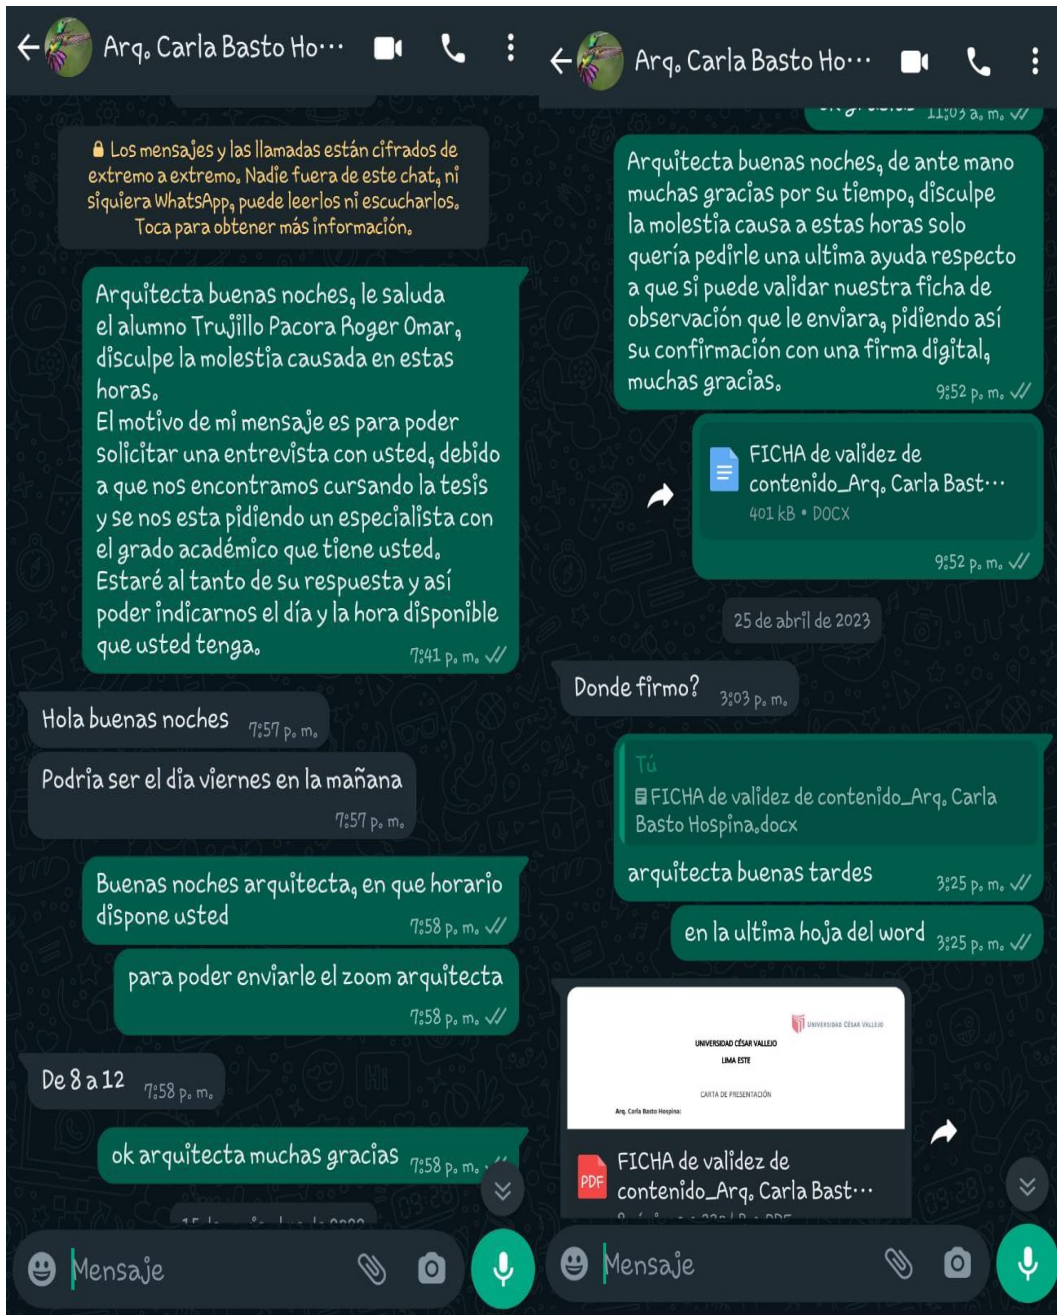 Arq. Carla Basto Ho...
Los mensajes y las llamadas están cifrados de
extremo a extremo. Nadie fuera de este chat, ni
siquiera WhatsApp, puede leerlos ni escucharlos.
Toca para obtener más información.
Arquitecta buenas noches, le saluda
el alumno Trujillo Pacora Roger Omar,
disculpe la molestia causada en estas
horas.
El motivo de mi mensaje es para poder
solicitar una entrevista con usted, debido
a que nos encontramos cursando la tesis
y se nos esta pidiendo un especialista con
el grado académico que tiene usted.
Estaré al tanto de su respuesta y así
poder indicarnos el día y la hora disponible
que usted tenga.
7:41 p. m.
Hola buenas noches 7:57 p. m.
Podria ser el dia viernes en la mañana
7:57 p. m.
Buenas noches arquitecta, en que horario
dispone usted 7:58 p. m.
para poder enviarle el zoom arquitecta
7:58 p. m.
De 8 a 12 7:58 p. m.
ok arquitecta muchas gracias 7:58 p. m.
Mensaje
Arq. Carla Basto Ho...
11:03 a. m.
Arquitecta buenas noches, de ante mano
muchas gracias por su tiempo, disculpe
la molestia causa a estas horas solo
quería pedirle una ultima ayuda respecto
a que si puede validar nuestra ficha de
observación que le enviara, pidiendo así
su confirmación con una firma digital,
muchas gracias.
9:52 p. m.
FICHA de validez de
contenido_Arq. Carla Bast...
401 kB • DOCX
9:52 p. m.
25 de abril de 2023
Donde firmo? 3:03 p. m.
Tú
FICHA de validez de contenido_Arq. Carla
Basto Hospina.docx
arquitecta buenas tardes 3:25 p. m.
en la ultima hoja del word 3:25 p. m.
UNIVERSIDAD CÉSAR VALLEJO
UNIVERSIDAD CÉSAR VALLEJO
LIMA ESTE
CARTA DE PRESENTACIÓN
Arq. Carla Basto Hospina:
PDF
FICHA de validez de
contenido_Arq. Carla Bast...
Mensaje